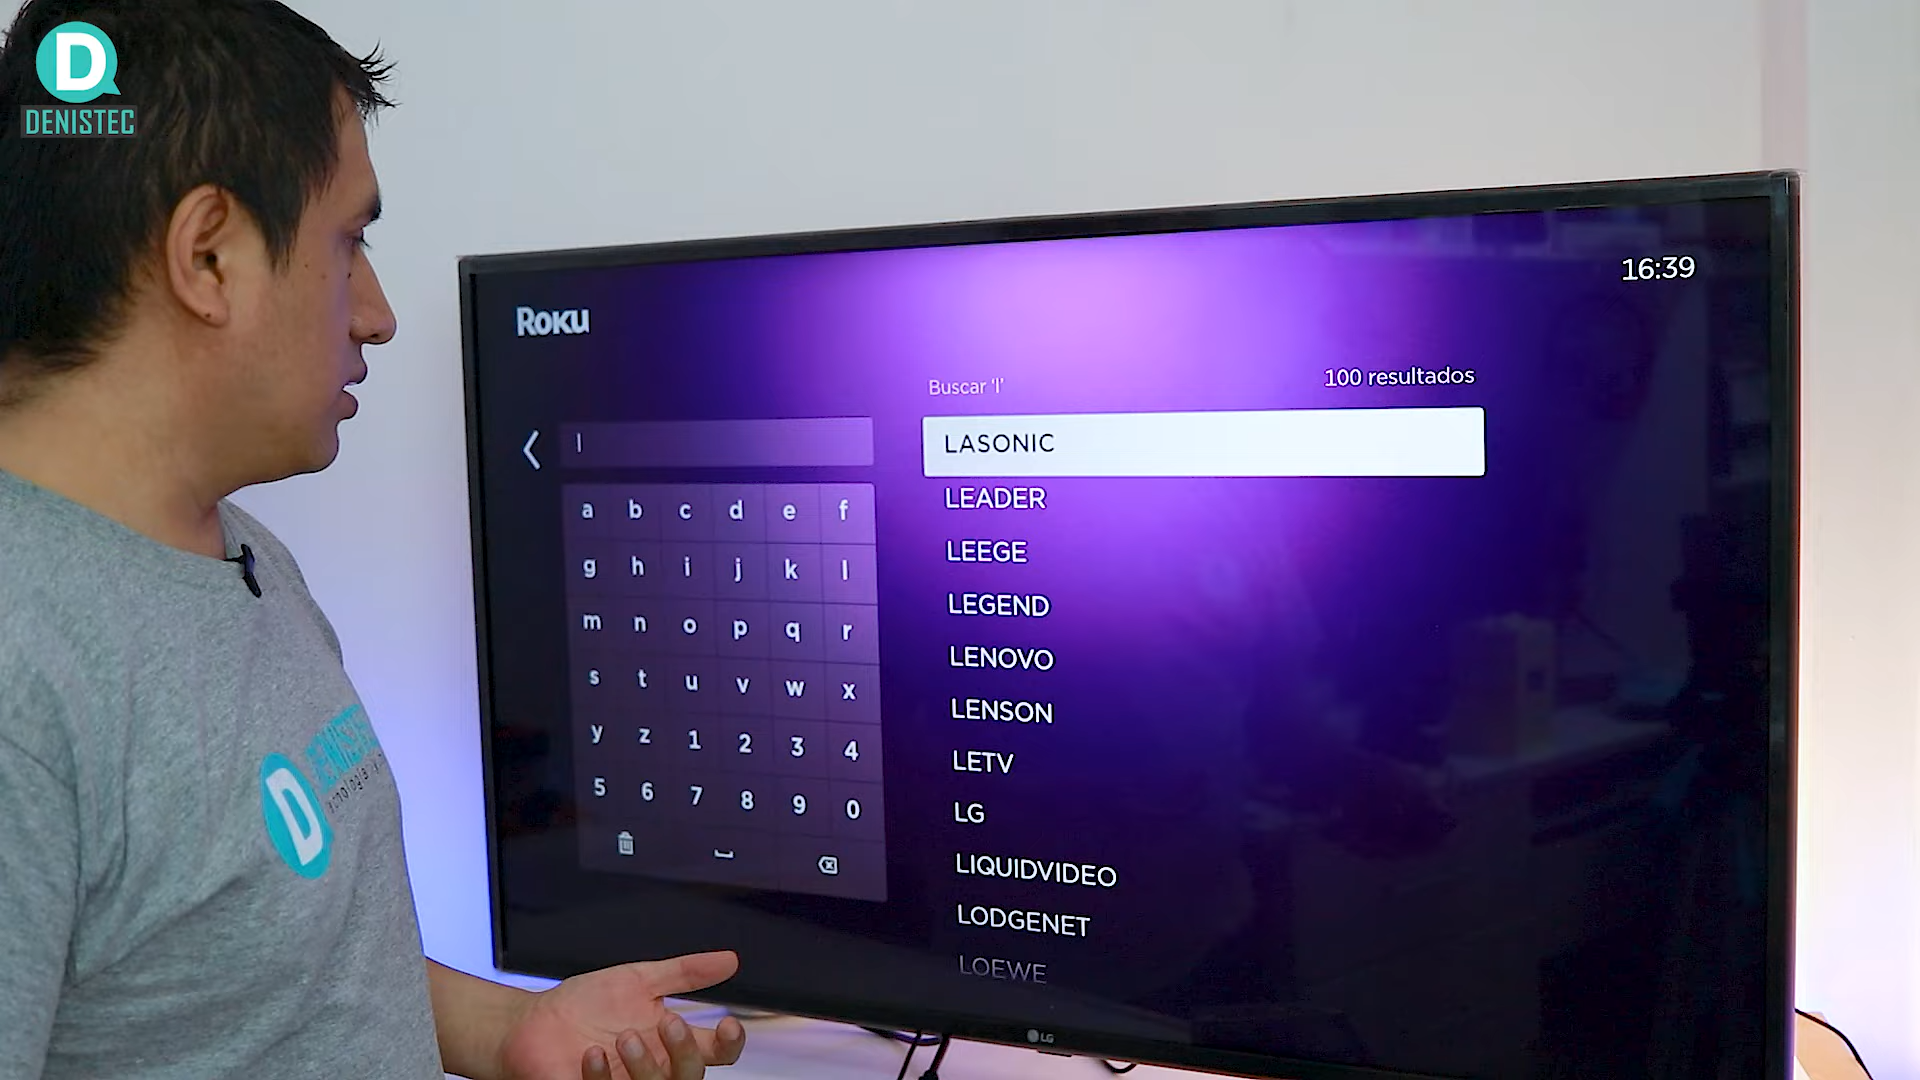 D
DENISTEC
ROKU
16:39
Buscar 'l'
100 resultados
l
LASONIC
LEADER
LEEGE
LEGEND
LENOVO
LENSON
LETV
LG
LIQUIDVIDEO
LODGENET
LOEWE
a b c d e f
g h i j k l
m n o p q r
s t u v w x
y z 1 2 3 4
5 6 7 8 9 0
D
LG